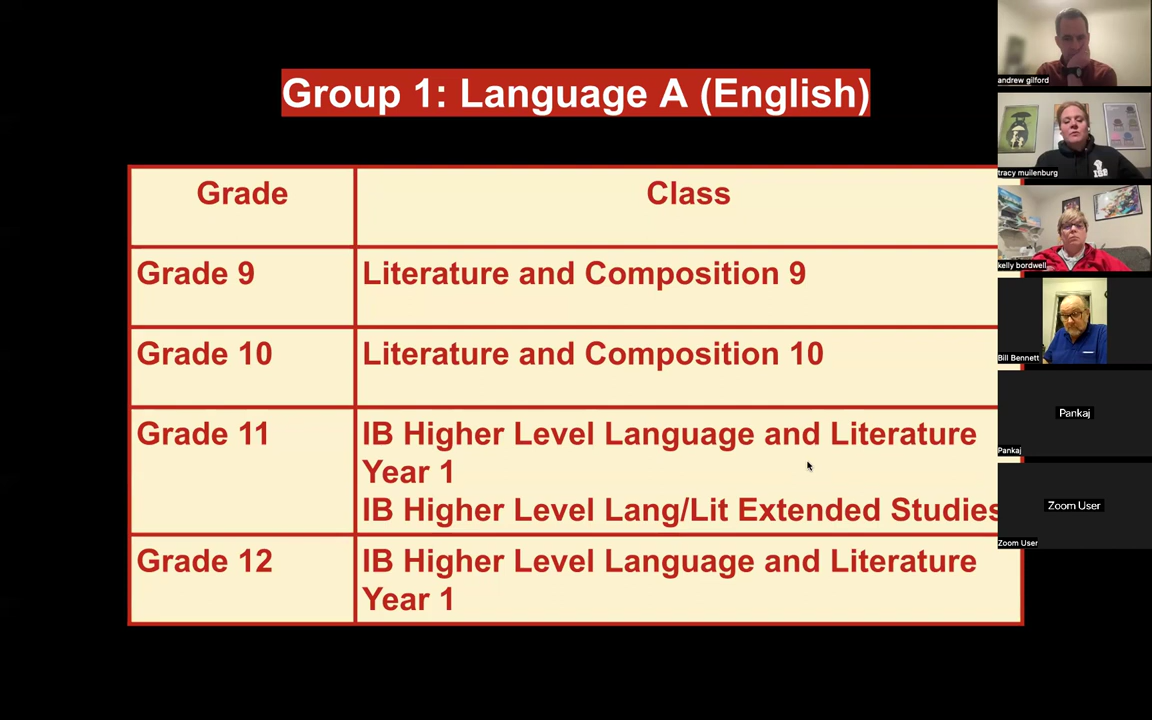 Group 1: Language A (English)
Grade
Class
Grade 9
Literature and Composition 9
Grade 10
Literature and Composition 10
Grade 11
IB Higher Level Language and Literature
Year 1
IB Higher Level Lang/Lit Extended Studies
Grade 12
IB Higher Level Language and Literature
Year 1
andrew gilford
tracy muilenburg
kelly bordwell
Bill Bennett
Pankaj
Pankaj
Zoom User
Zoom User